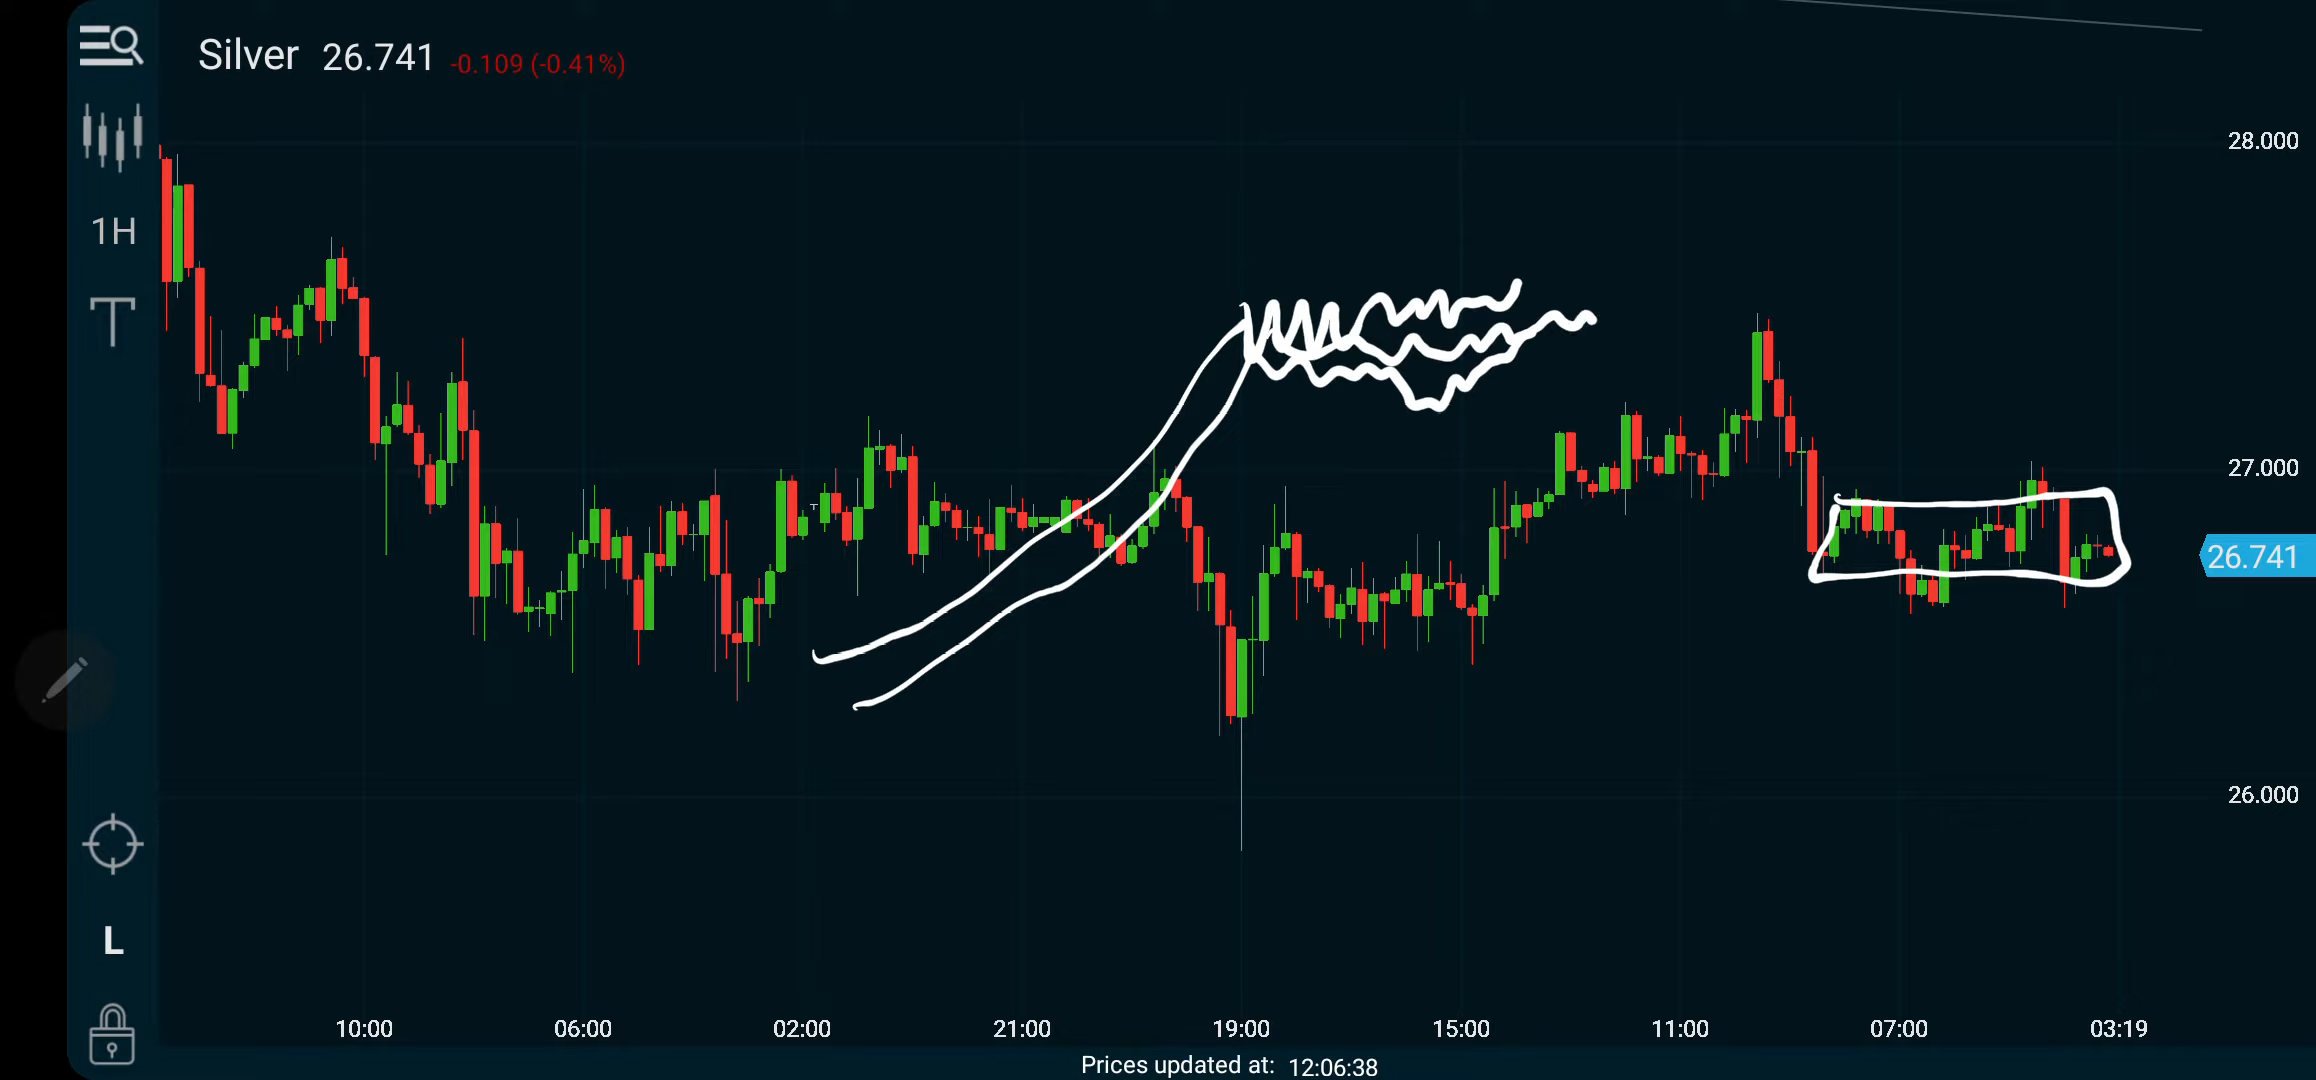 Silver 26.741 -0.109 (-0.41%)
28.000
1H
T
27.000
26.741
26.000
L
10:00 06:00 02:00 21:00 19:00 15:00 11:00 07:00 03:19
Prices updated at: 12:06:38